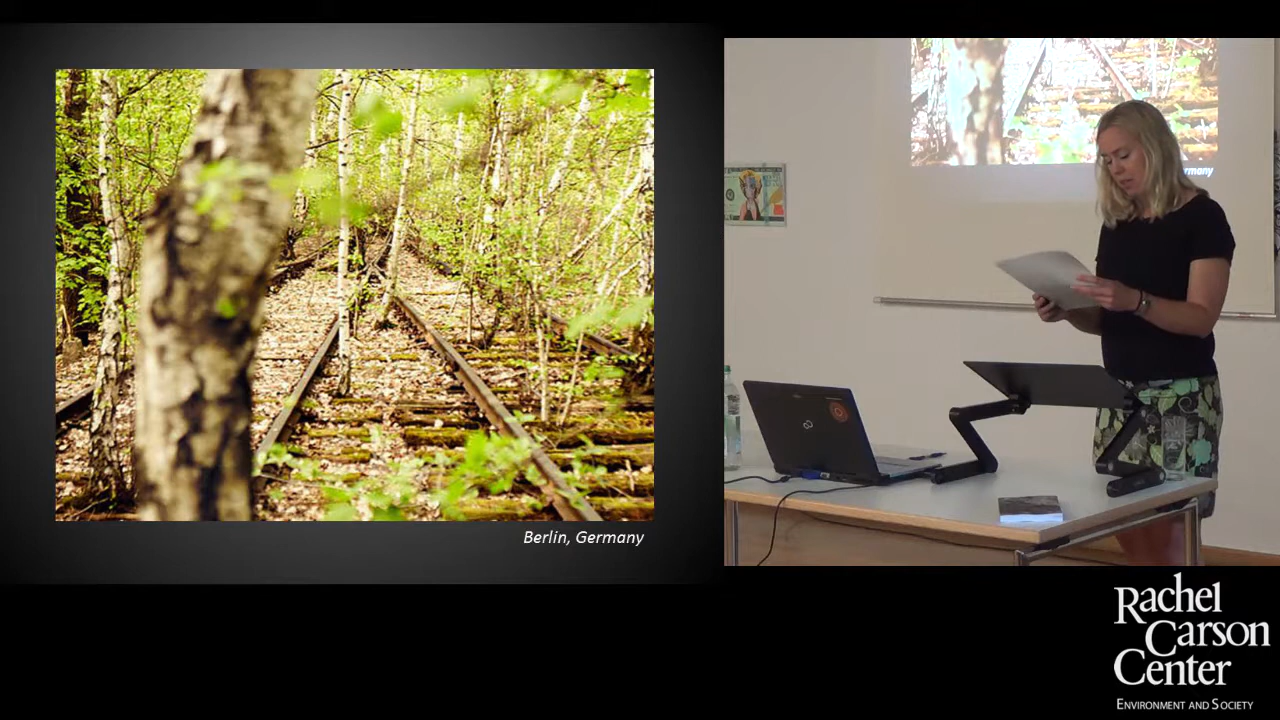 Berlin, Germany
Rachel
Carson
Center
ENVIRONMENT AND SOCIETY